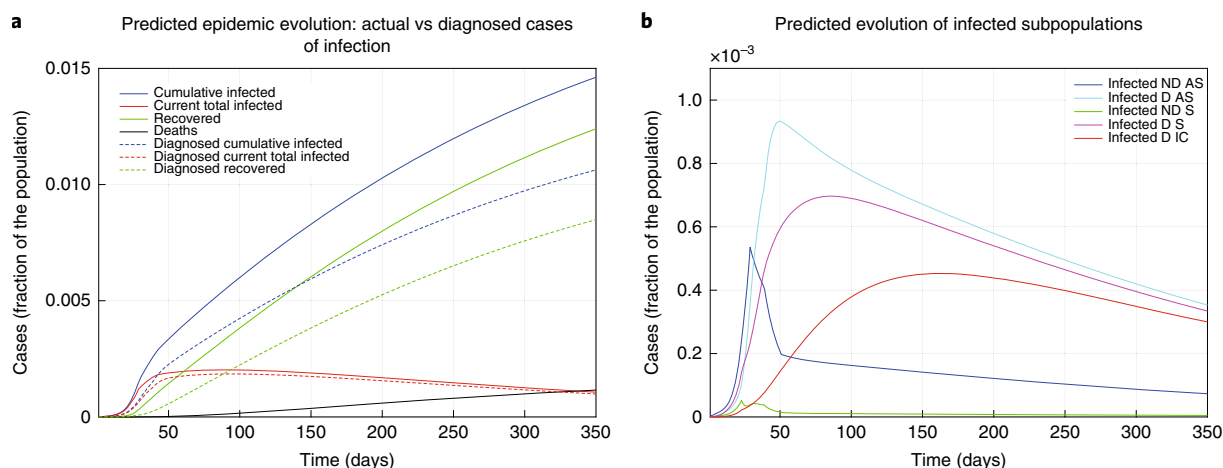 a
Predicted epidemic evolution: actual vs diagnosed cases
of infection
0.015
0.010
0.005
0
Cases (fraction of the population)
Cumulative infected
Current total infected
Recovered
Deaths
Diagnosed cumulative infected
Diagnosed current total infected
Diagnosed recovered
50 100 150 200 250 300 350
Time (days)
b
Predicted evolution of infected subpopulations
×10⁻³
1.0
0.8
0.6
0.4
0.2
0
Cases (fraction of the population)
Infected ND AS
Infected D AS
Infected ND S
Infected D S
Infected D IC
50 100 150 200 250 300 350
Time (days)